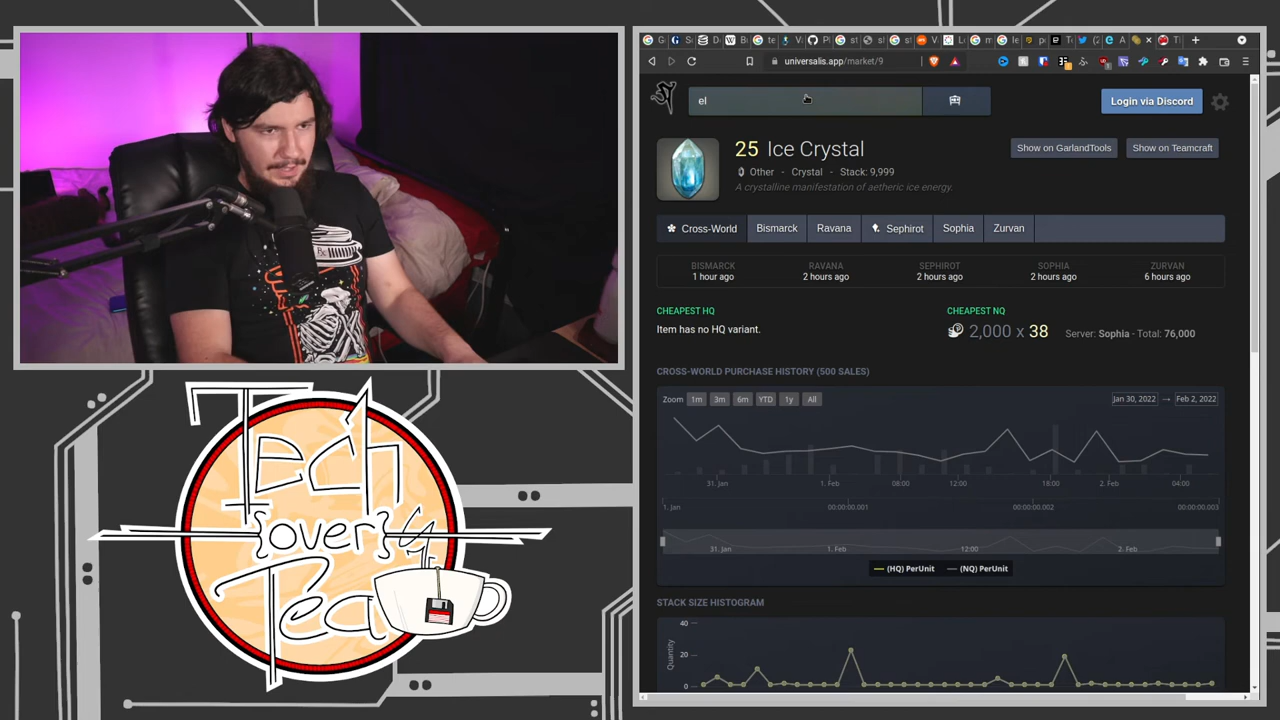 universalis.app/market/9
el
Login via Discord
25 Ice Crystal
Other - Crystal - Stack: 9,999
A crystalline manifestation of aetheric ice energy.
Show on GarlandTools
Show on Teamcraft
Cross-World
Bismarck
Ravana
Sephirot
Sophia
Zurvan
BISMARCK
1 hour ago
RAVANA
2 hours ago
SEPHIROT
2 hours ago
SOPHIA
2 hours ago
ZURVAN
6 hours ago
CHEAPEST HQ
Item has no HQ variant.
CHEAPEST NQ
2,000 x 38 Server: Sophia - Total: 76,000
CROSS-WORLD PURCHASE HISTORY (500 SALES)
Zoom 1m 3m 6m YTD 1y All
Jan 30, 2022 → Feb 2, 2022
31. Jan 1. Feb 08:00 12:00 18:00 2. Feb 04:00
1. Jan 00:00:00.001 00:00:00.002 00:00:00.003
31. Jan 1. Feb 12:00 2. Feb
(HQ) PerUnit (NQ) PerUnit
STACK SIZE HISTOGRAM
Quantity
40
20
0
Tech
{over}
Tea